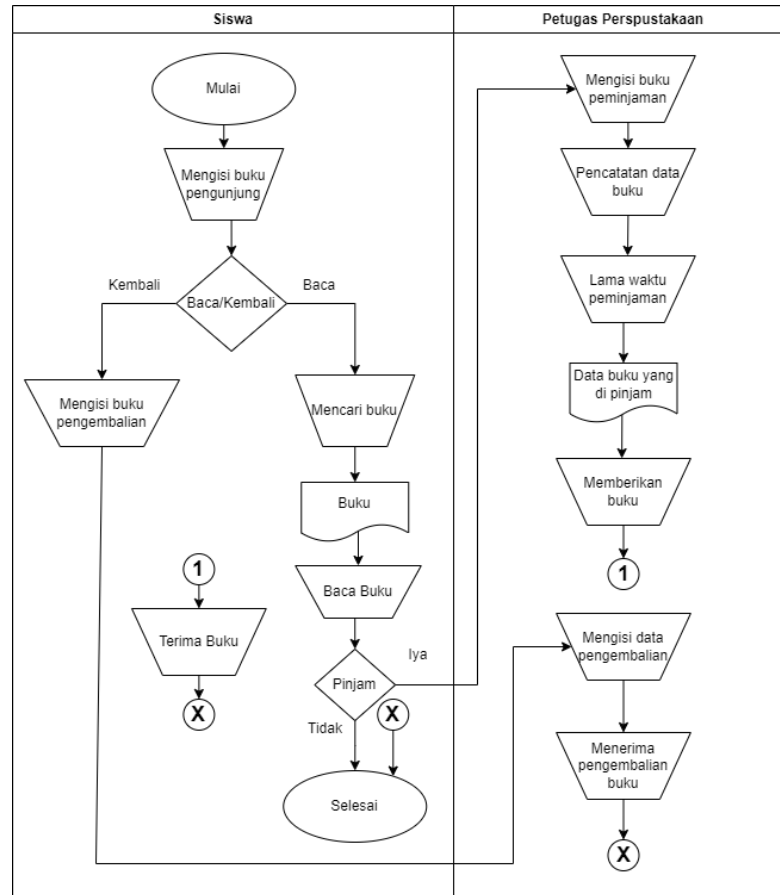 Siswa
Petugas Perspustakaan
Mulai
Mengisi buku
pengunjung
Baca/Kembali
Kembali
Baca
Mengisi buku
pengembalian
Mencari buku
Buku
Baca Buku
Pinjam
Iya
Tidak
1
Terima Buku
X
X
Selesai
Mengisi buku
peminjaman
Pencatatan data
buku
Lama waktu
peminjaman
Data buku yang
di pinjam
Memberikan
buku
1
Mengisi data
pengembalian
Menerima
pengembalian
buku
X